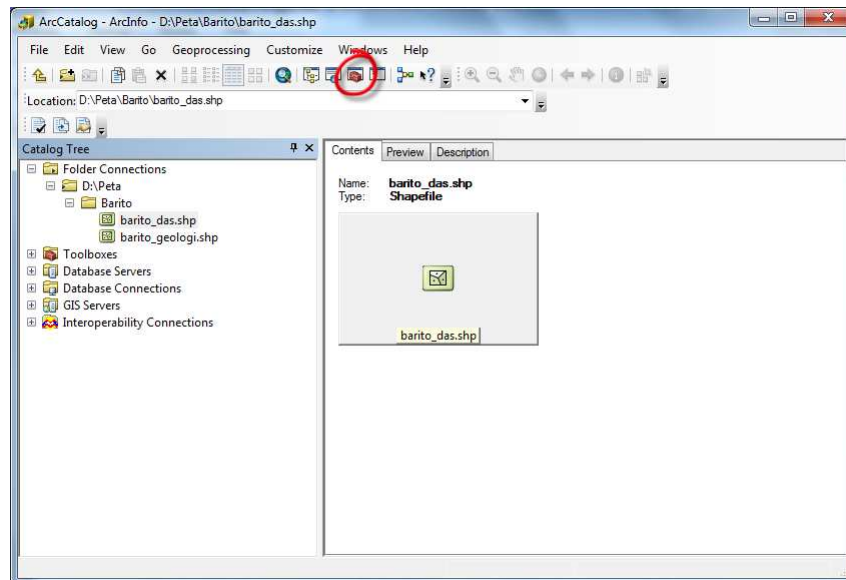 ArcCatalog - ArcInfo - D:\Peta\Barito\barito_das.shp
File Edit View Go Geoprocessing Customize Windows Help
Location: D:\Peta\Barito\barito_das.shp
Catalog Tree
Contents Preview Description
Folder Connections
D:\Peta
Barito
barito_das.shp
barito_geologi.shp
Toolboxes
Database Servers
Database Connections
GIS Servers
Interoperability Connections
Name: barito_das.shp
Type: Shapefile
barito_das.shp